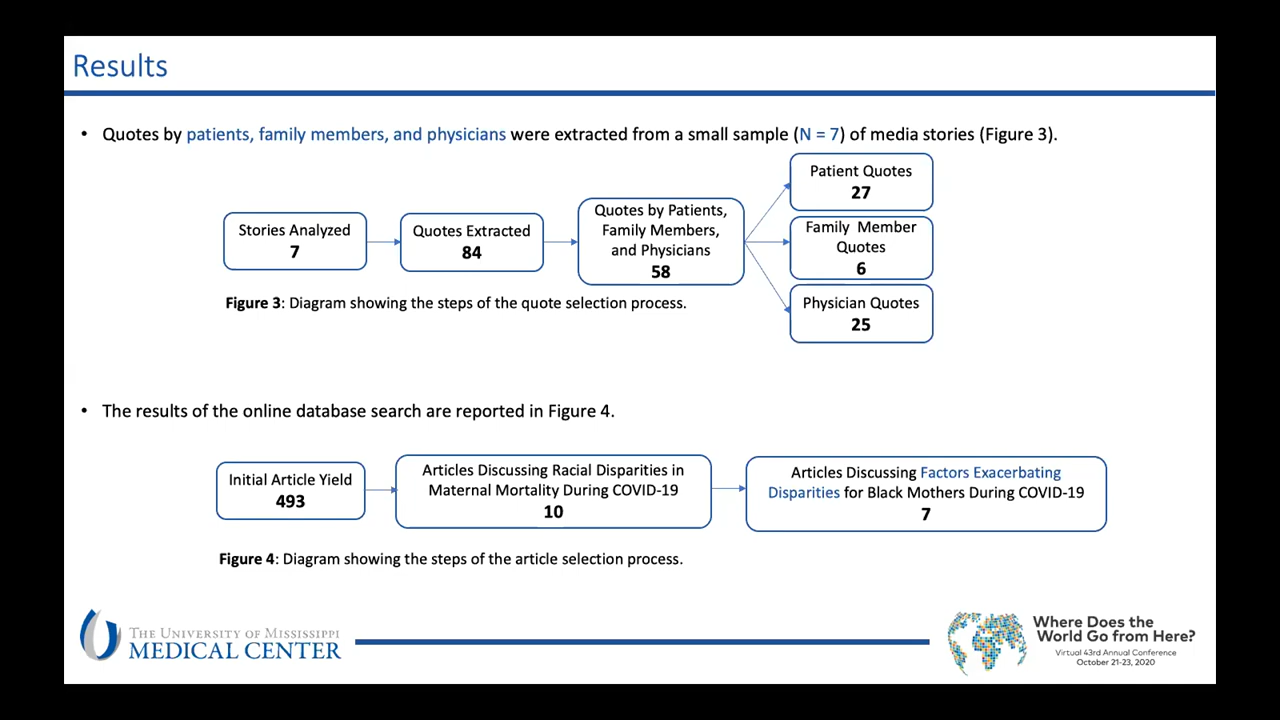 Results
• Quotes by patients, family members, and physicians were extracted from a small sample (N = 7) of media stories (Figure 3).
Stories Analyzed
7
Quotes Extracted
84
Quotes by Patients,
Family Members,
and Physicians
58
Patient Quotes
27
Family Member
Quotes
6
Physician Quotes
25
Figure 3: Diagram showing the steps of the quote selection process.
• The results of the online database search are reported in Figure 4.
Initial Article Yield
493
Articles Discussing Racial Disparities in
Maternal Mortality During COVID-19
10
Articles Discussing Factors Exacerbating
Disparities for Black Mothers During COVID-19
7
Figure 4: Diagram showing the steps of the article selection process.
THE UNIVERSITY OF MISSISSIPPI
MEDICAL CENTER
Where Does the
World Go from Here?
Virtual 43rd Annual Conference
October 21-23, 2020